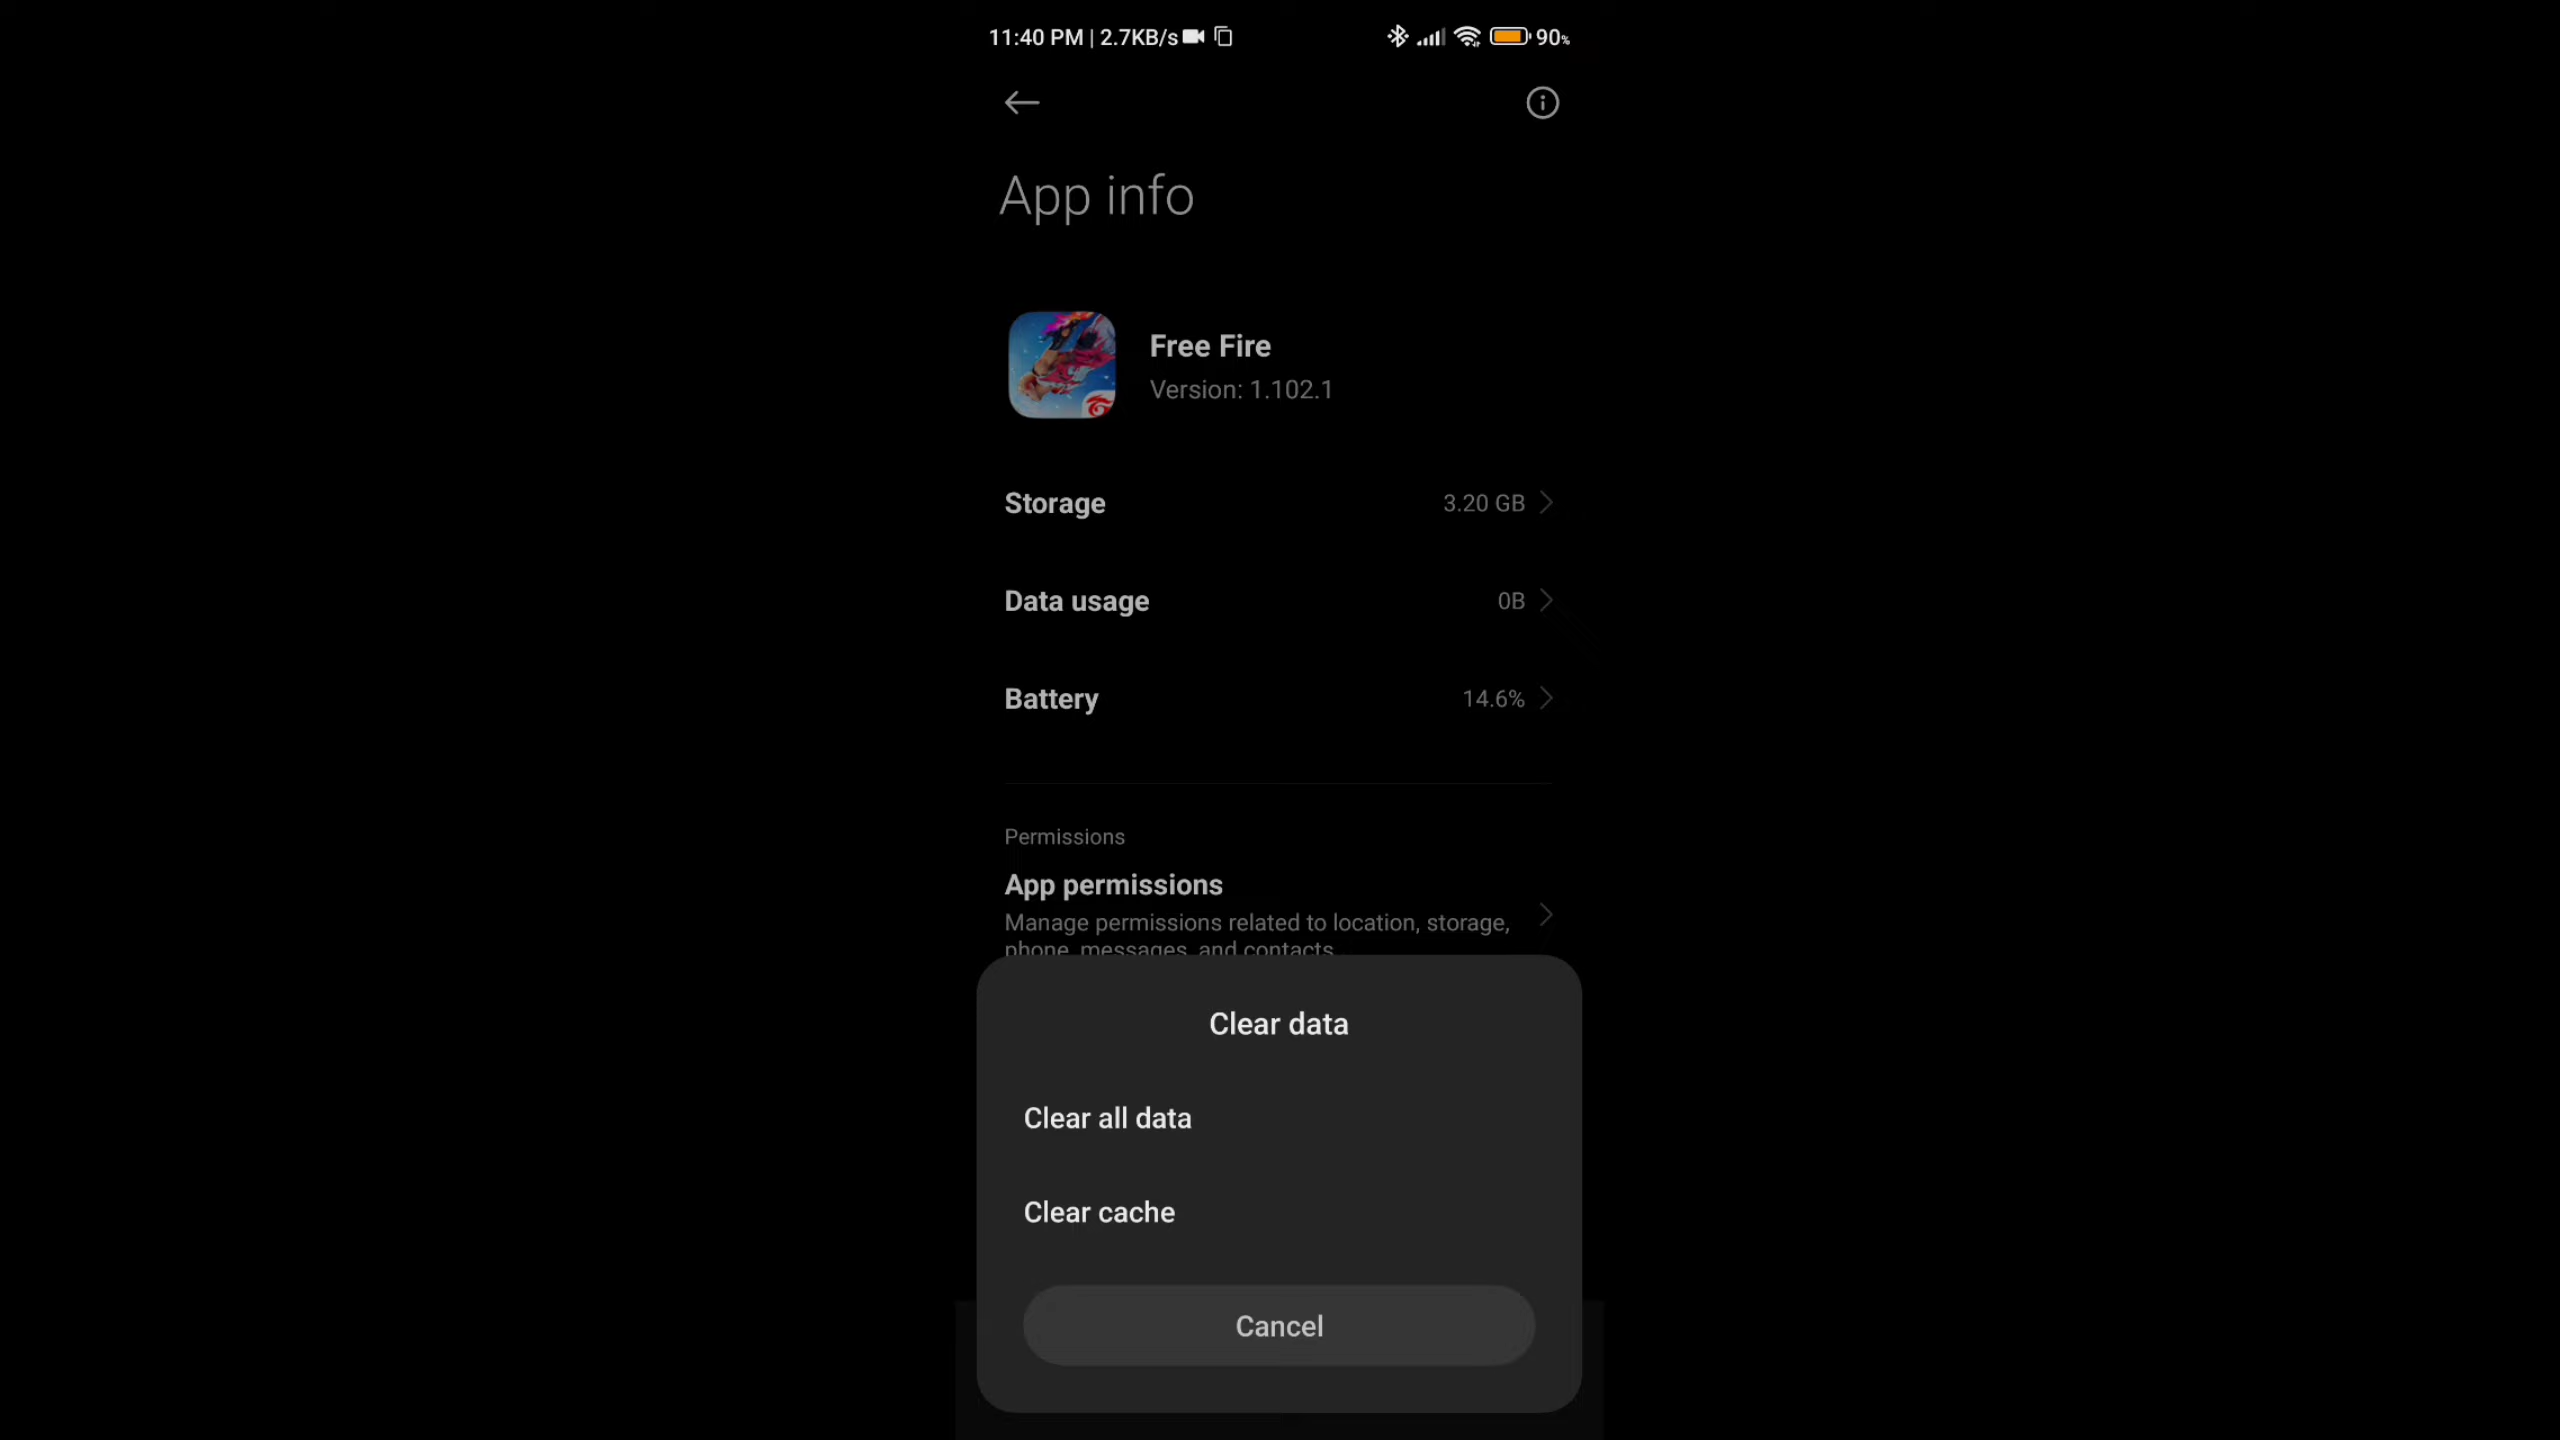 11:40 PM | 2.7KB/s
90%
App info
Free Fire
Version: 1.102.1
Storage
3.20 GB
Data usage
0B
Battery
14.6%
Permissions
App permissions
Manage permissions related to location, storage,
phone, messages, and contacts.
Clear data
Clear all data
Clear cache
Cancel